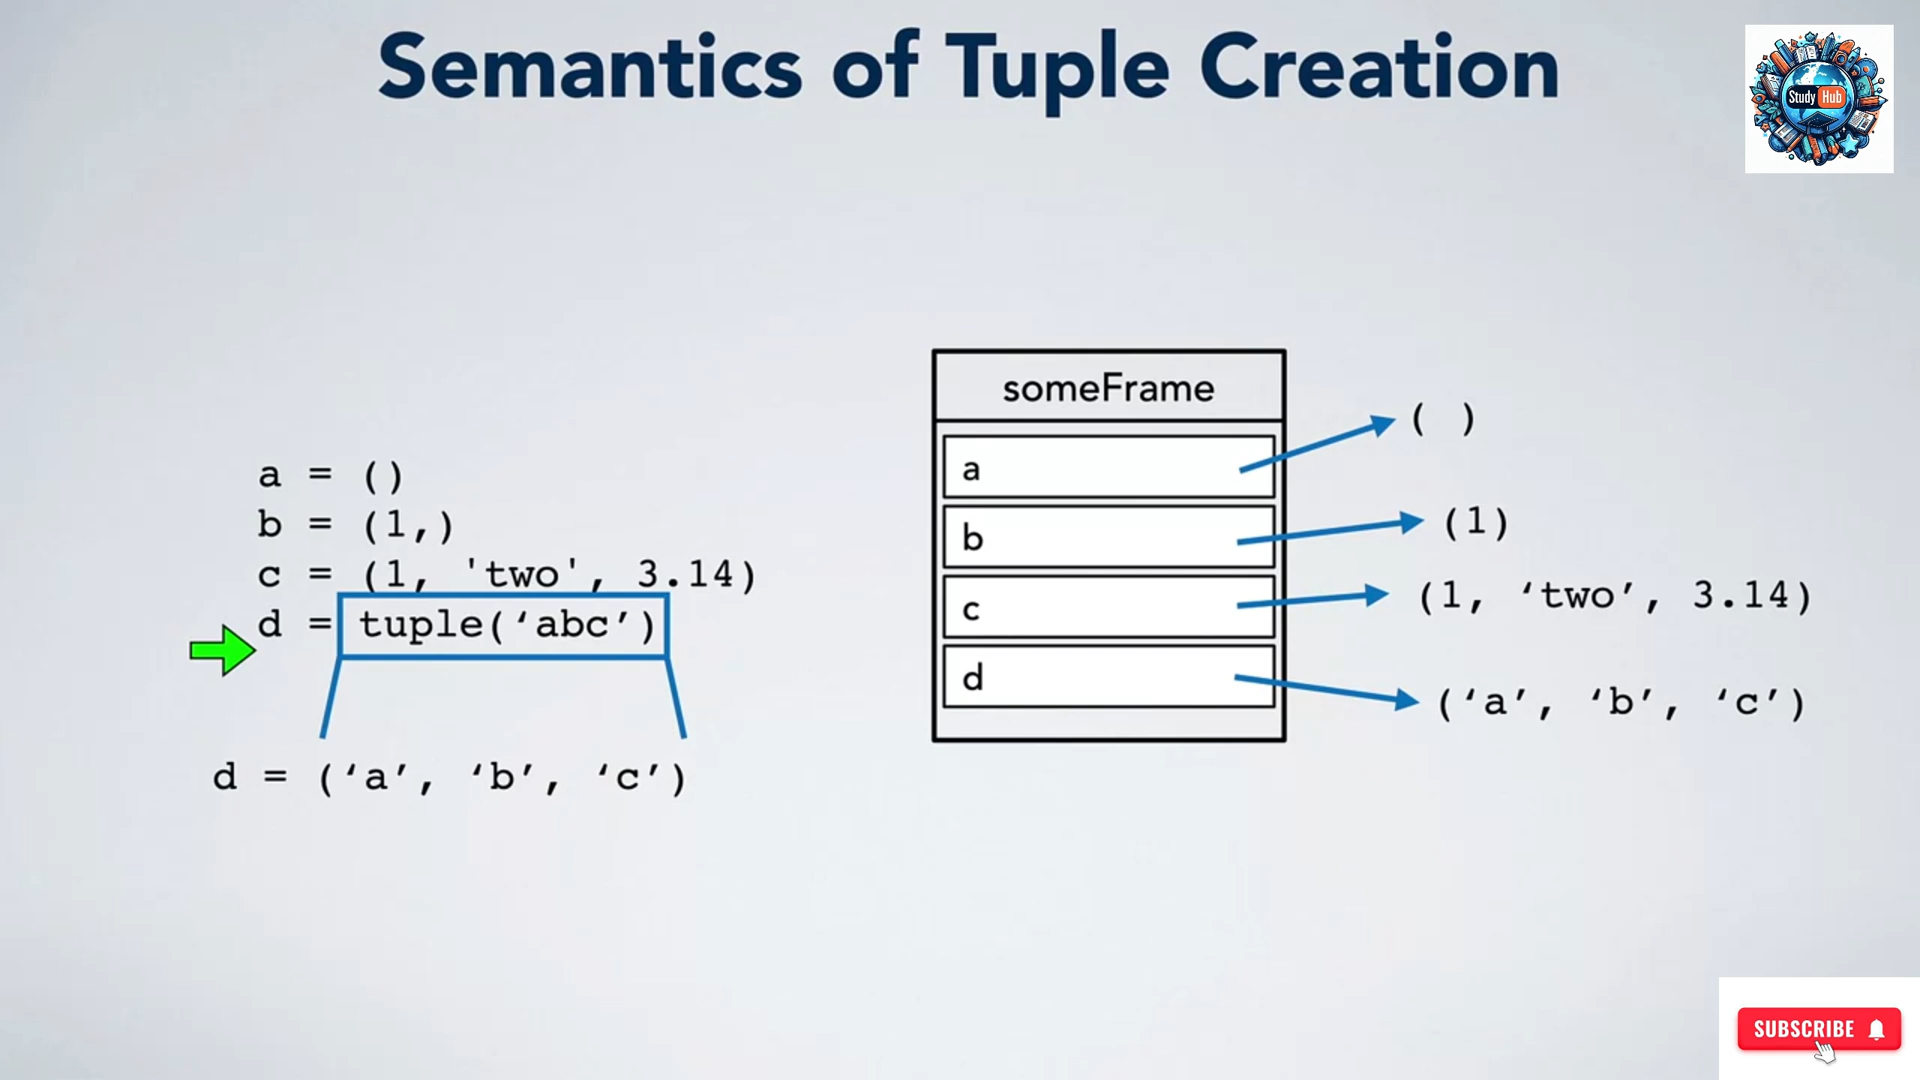 Semantics of Tuple Creation
Study Hub
a = ()
b = (1,)
c = (1, 'two', 3.14)
d = tuple(‘abc’)
d = (‘a’, ‘b’, ‘c’)
someFrame
a
( )
b
(1)
c
(1, ‘two’, 3.14)
d
(‘a’, ‘b’, ‘c’)
SUBSCRIBE